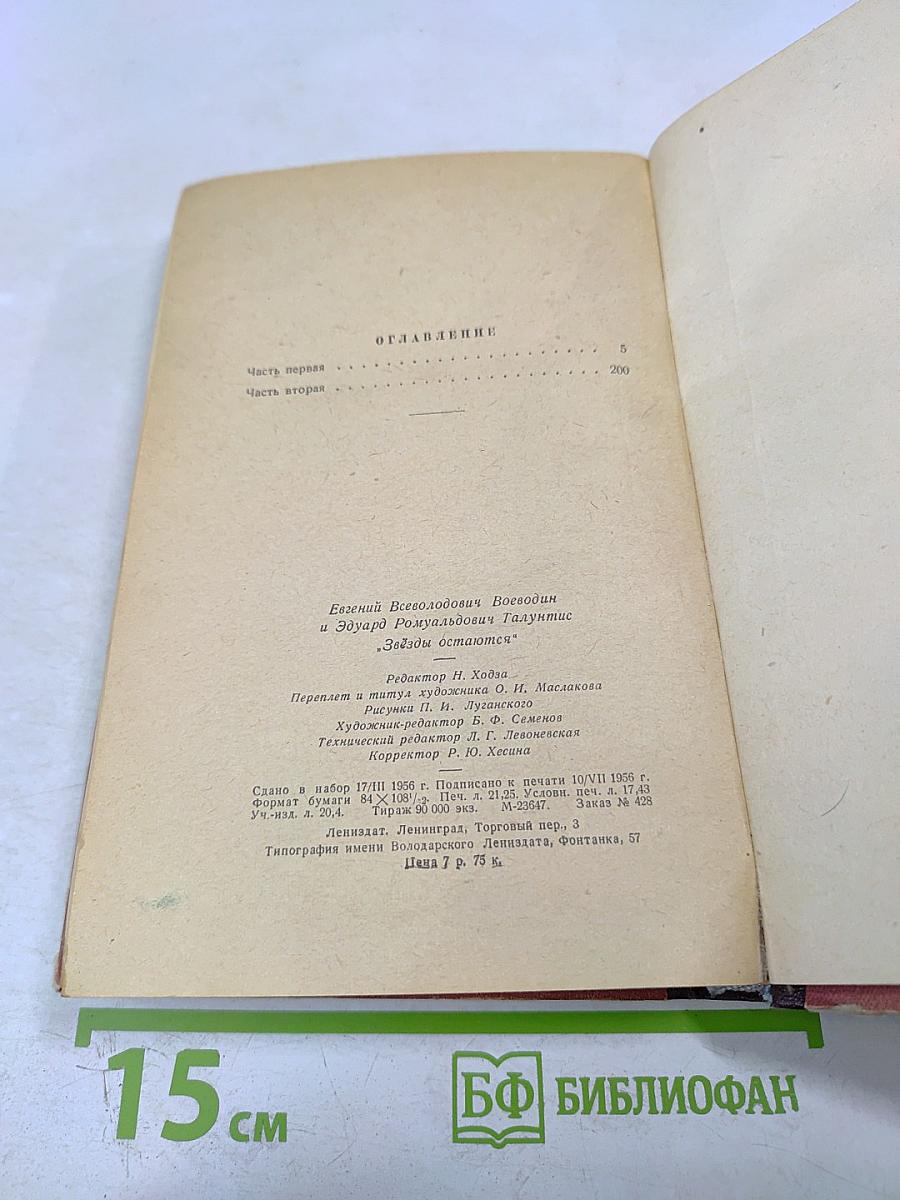 ОГЛАВЛЕНИЕ
Часть первая . . . . . . . . . . . . . . . . . . . . . 5
Часть вторая . . . . . . . . . . . . . . . . . . . . . 200
Евгений Всеволодович Воеводин
и Эдуард Ромуальдович Талунтис
„Звёзды остаются“
Редактор Н. Ходза
Переплет и титул художника О. И. Маслакова
Рисунки П. И. Луганского
Художник-редактор Б. Ф. Семенов
Технический редактор Л. Г. Левоневская
Корректор Р. Ю. Хесина
Сдано в набор 17/III 1956 г. Подписано к печати 10/VII 1956 г.
Формат бумаги 84×108¹/₃₂. Печ. л. 21,25. Условн. печ. л. 17,43
Уч.-изд. л. 20,4. Тираж 90 000 экз. М-23647. Заказ № 428
Лениздат, Ленинград, Торговый пер., 3
Типография имени Володарского Лениздата, Фонтанка, 57
Цена 7 р. 75 к.
15 см
БФ БИБЛИОФАН